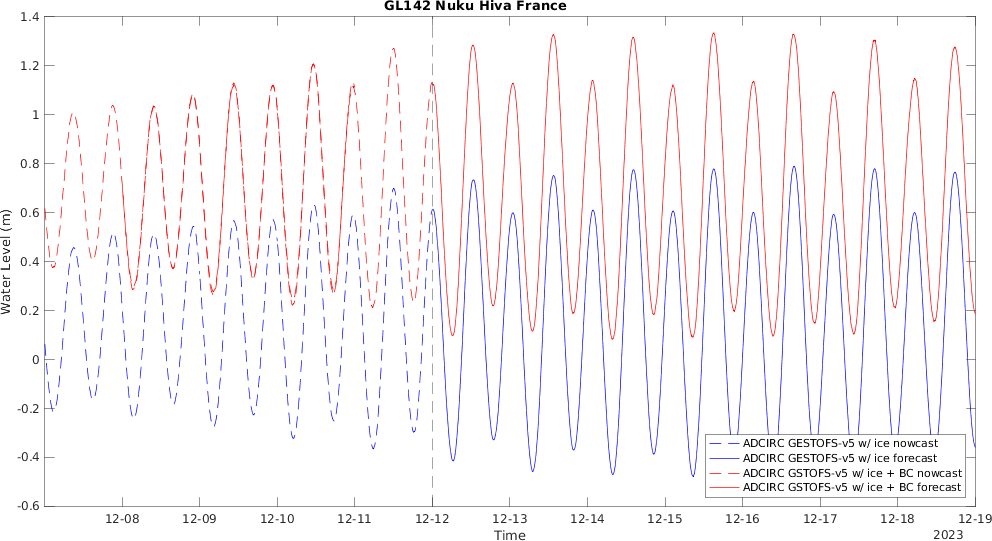 GL142 Nuku Hiva France
1.4
1.2
1
0.8
0.6
0.4
0.2
0
-0.2
-0.4
-0.6
Water Level (m)
ADCIRC GESTOFS-v5 w/ ice nowcast
ADCIRC GESTOFS-v5 w/ ice forecast
ADCIRC GSTOFS-v5 w/ ice + BC nowcast
ADCIRC GSTOFS-v5 w/ ice + BC forecast
12-08 12-09 12-10 12-11 12-12 12-13 12-14 12-15 12-16 12-17 12-18 12-19
Time
2023